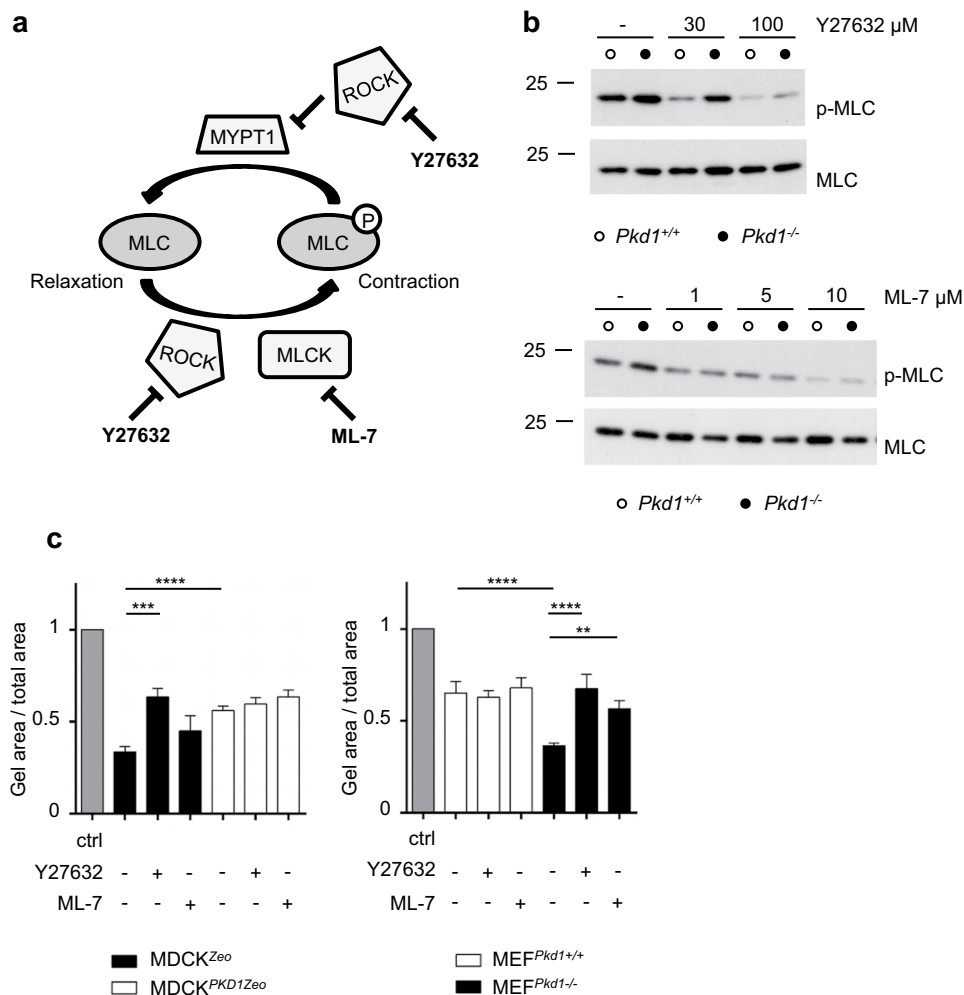 a
ROCK
MYPT1
Y27632
P
MLC
MLC
Relaxation
Contraction
ROCK
MLCK
Y27632
ML-7
b
- 30 100 Y27632 µM
25
p-MLC
25
MLC
Pkd1+/+ Pkd1-/-
- 1 5 10 ML-7 µM
25
p-MLC
25
MLC
Pkd1+/+ Pkd1-/-
c
****
***
1
0.5
0
Gel area / total area
ctrl
Y27632 - + - - + -
ML-7 - - + - - +
MDCKZeo
MDCKPKD1Zeo
****
****
**
1
0.5
0
Gel area / total area
ctrl
Y27632 - + - - + -
ML-7 - - + - - +
MEFPkd1+/+
MEFPkd1-/-